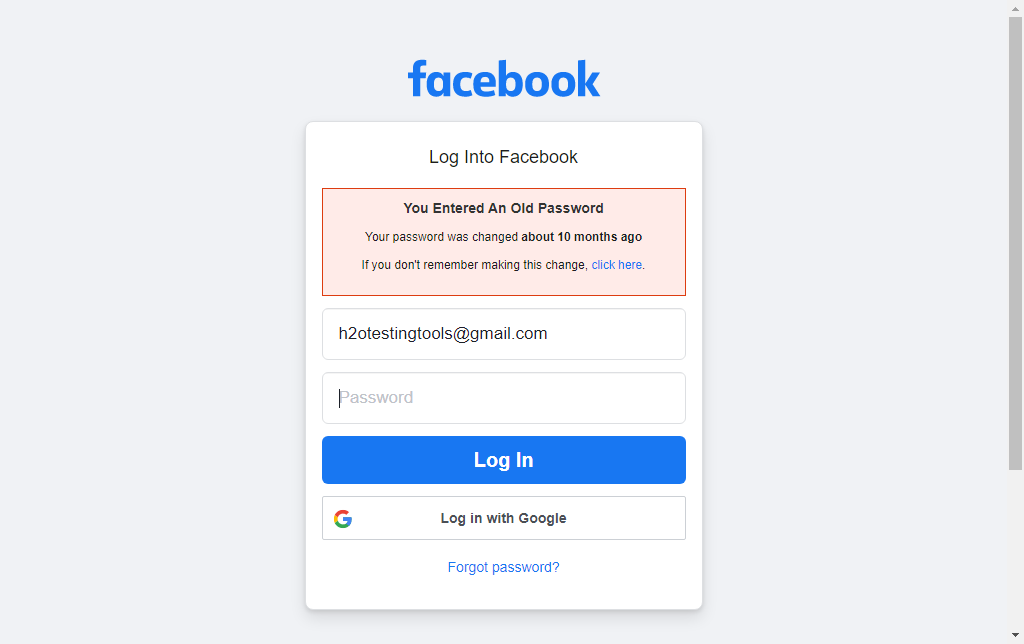 facebook
Log Into Facebook
You Entered An Old Password
Your password was changed about 10 months ago
If you don't remember making this change, click here.
h2otestingtools@gmail.com
Password
Log In
Log in with Google
Forgot password?